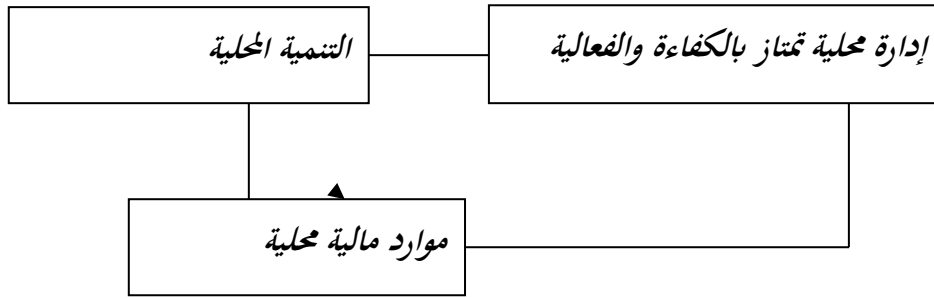 إدارة محلية تمتاز بالكفاءة والفعالية
التنمية المحلية
موارد مالية محلية